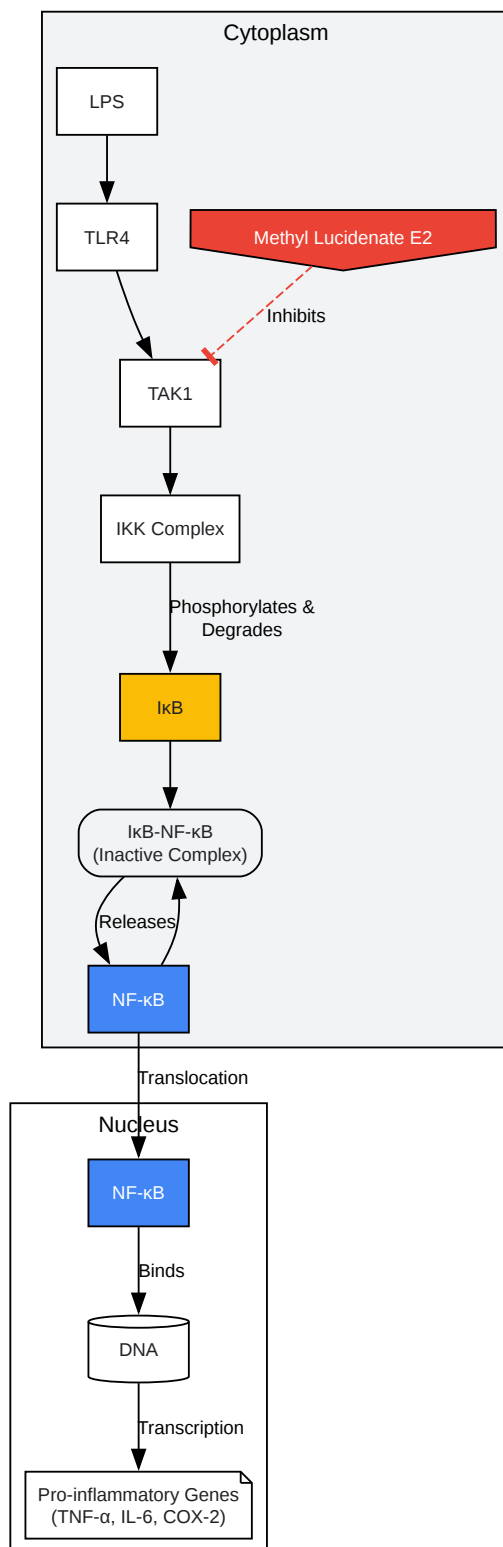 Cytoplasm
LPS
TLR4
Methyl Lucidenate E2
Inhibits
TAK1
IKK Complex
Phosphorylates &
Degrades
IκB
IκB-NF-κB
(Inactive Complex)
Releases
NF-κB
Translocation
Nucleus
NF-κB
Binds
DNA
Transcription
Pro-inflammatory Genes
(TNF-α, IL-6, COX-2)